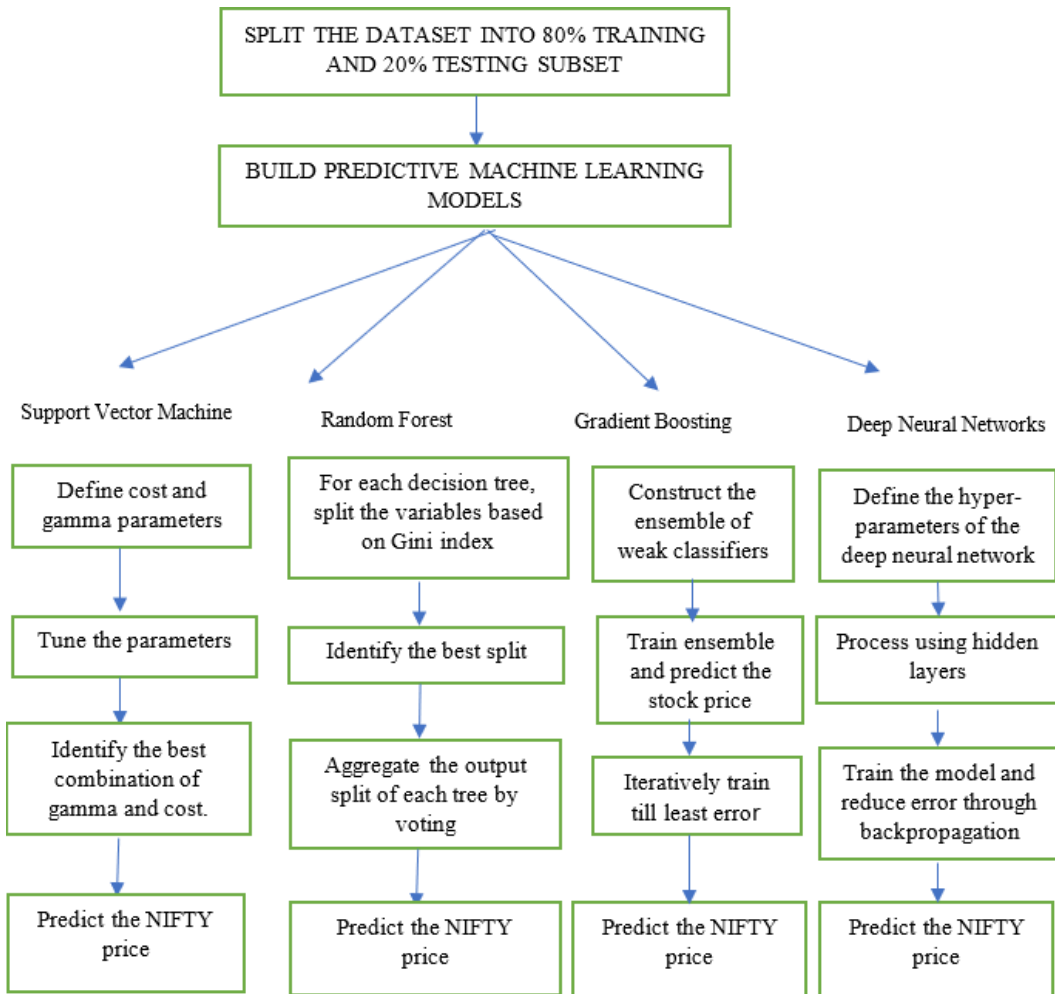 SPLIT THE DATASET INTO 80% TRAINING
AND 20% TESTING SUBSET
BUILD PREDICTIVE MACHINE LEARNING
MODELS
Support Vector Machine
Random Forest
Gradient Boosting
Deep Neural Networks
Define cost and
gamma parameters
Tune the parameters
Identify the best
combination of
gamma and cost.
Predict the NIFTY
price
For each decision tree,
split the variables based
on Gini index
Identify the best split
Aggregate the output
split of each tree by
voting
Predict the NIFTY
price
Construct the
ensemble of
weak classifiers
Train ensemble
and predict the
stock price
Iteratively train
till least error
Predict the NIFTY
price
Define the hyper-
parameters of the
deep neural network
Process using hidden
layers
Train the model and
reduce error through
backpropagation
Predict the NIFTY
price